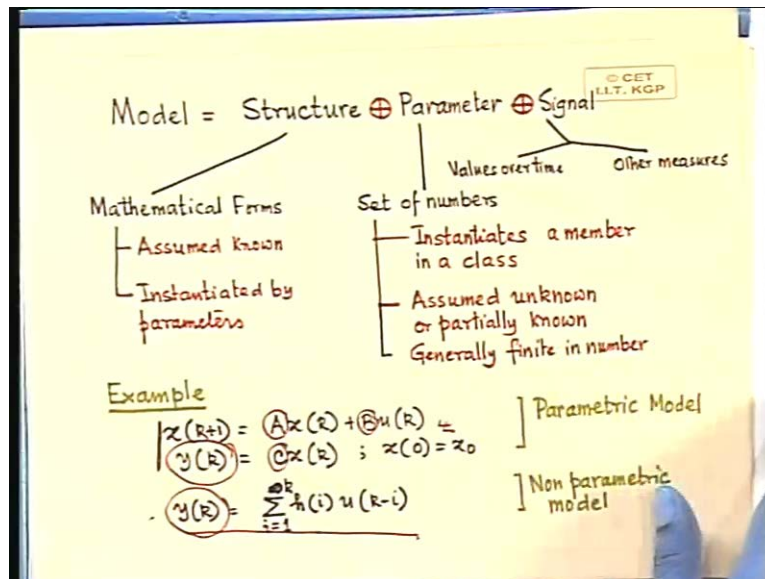 © CET
I.I.T. KGP
Model = Structure ⊕ Parameter ⊕ Signal
Values over time
Other measures
Mathematical Forms
Assumed known
Instantiated by
parameters
Set of numbers
Instantiates a member
in a class
Assumed unknown
or partially known
Generally finite in number
Example
x(k+1) = Ax(k) + Bu(k)
y(k) = Cx(k) ; x(0) = x₀
Parametric Model
y(k) = ∑ i=1 h(i) u(k-i)
Non parametric
model